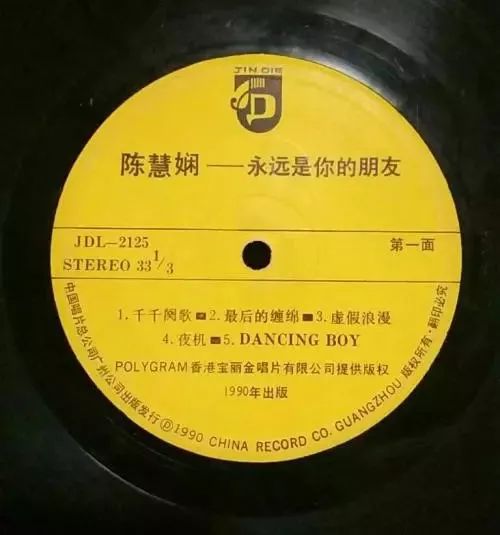 JIN DIE
陈慧娴——永远是你的朋友
JDL—2125
STEREO 33 1/3
第一面
1.千千阕歌 2.最后的缠绵 3.虚假浪漫
4.夜机 5. DANCING BOY
POLYGRAM香港宝丽金唱片有限公司提供版权
1990年出版
中国唱片总公司广州公司出版发行Ⓟ1990 CHINA RECORD CO. GUANGZHOU 版权所有·翻印必究